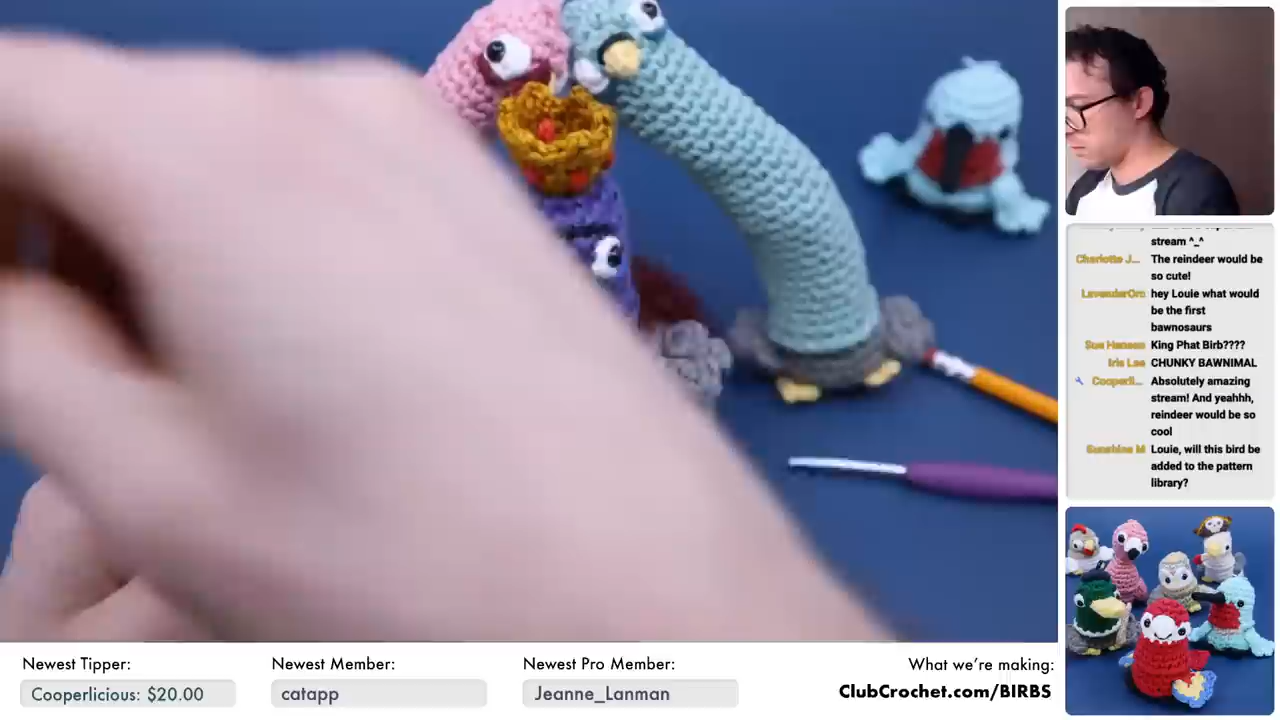 stream ^_^
Charlotte J... The reindeer would be
so cute!
LavenderOro hey Louie what would
be the first
bawnosaurs
Sue Hansen King Phat Birb????
Iris Lee CHUNKY BAWNIMAL
Cooperli... Absolutely amazing
stream! And yeahhh,
reindeer would be so
cool
Sunshine M Louie, will this bird be
added to the pattern
library?
Newest Tipper:
Cooperlicious: $20.00
Newest Member:
catapp
Newest Pro Member:
Jeanne_Lanman
What we're making:
ClubCrochet.com/BIRBS